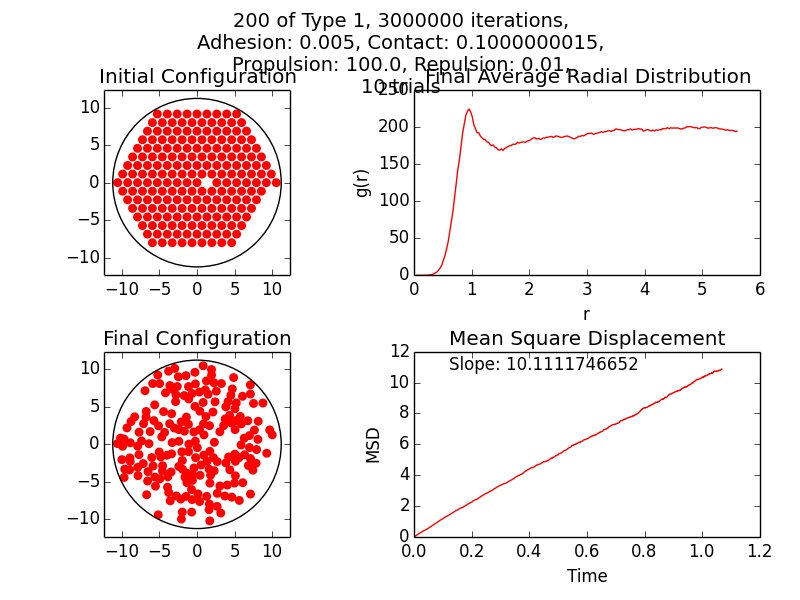 200 of Type 1, 3000000 iterations,
Adhesion: 0.005, Contact: 0.1000000015,
Propulsion: 100.0, Repulsion: 0.01,
10 trials
Initial Configuration
10
5
0
−5
−10
−10 −5 0 5 10
Final Average Radial Distribution
g(r)
250
200
150
100
50
0
0 1 2 3 4 5 6
r
Final Configuration
10
5
0
−5
−10
−10 −5 0 5 10
Mean Square Displacement
Slope: 10.1111746652
MSD
12
10
8
6
4
2
0
0.0 0.2 0.4 0.6 0.8 1.0 1.2
Time